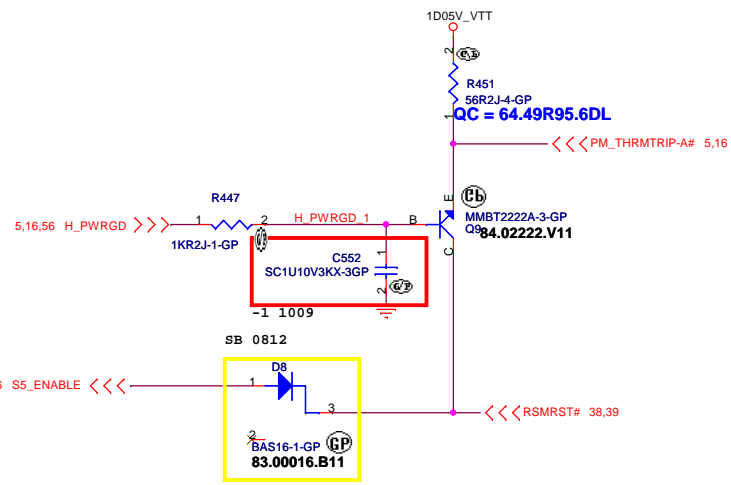 1D05V_VTT
2
R451
56R2J-4-GP
QC = 64.49R95.6DL
1
PM_THRMTRIP-A# 5,16
R447
E
5,16,56 H_PWRGD
1
2
H_PWRGD_1
B
MMBT2222A-3-GP
Q9
84.02222.V11
1KR2J-1-GP
C
1
C552
SC1U10V3KX-3GP
2
-1 1009
SB 0812
D8
6 S5_ENABLE
1
3
RSMRST# 38,39
2
GP
BAS16-1-GP
83.00016.B11